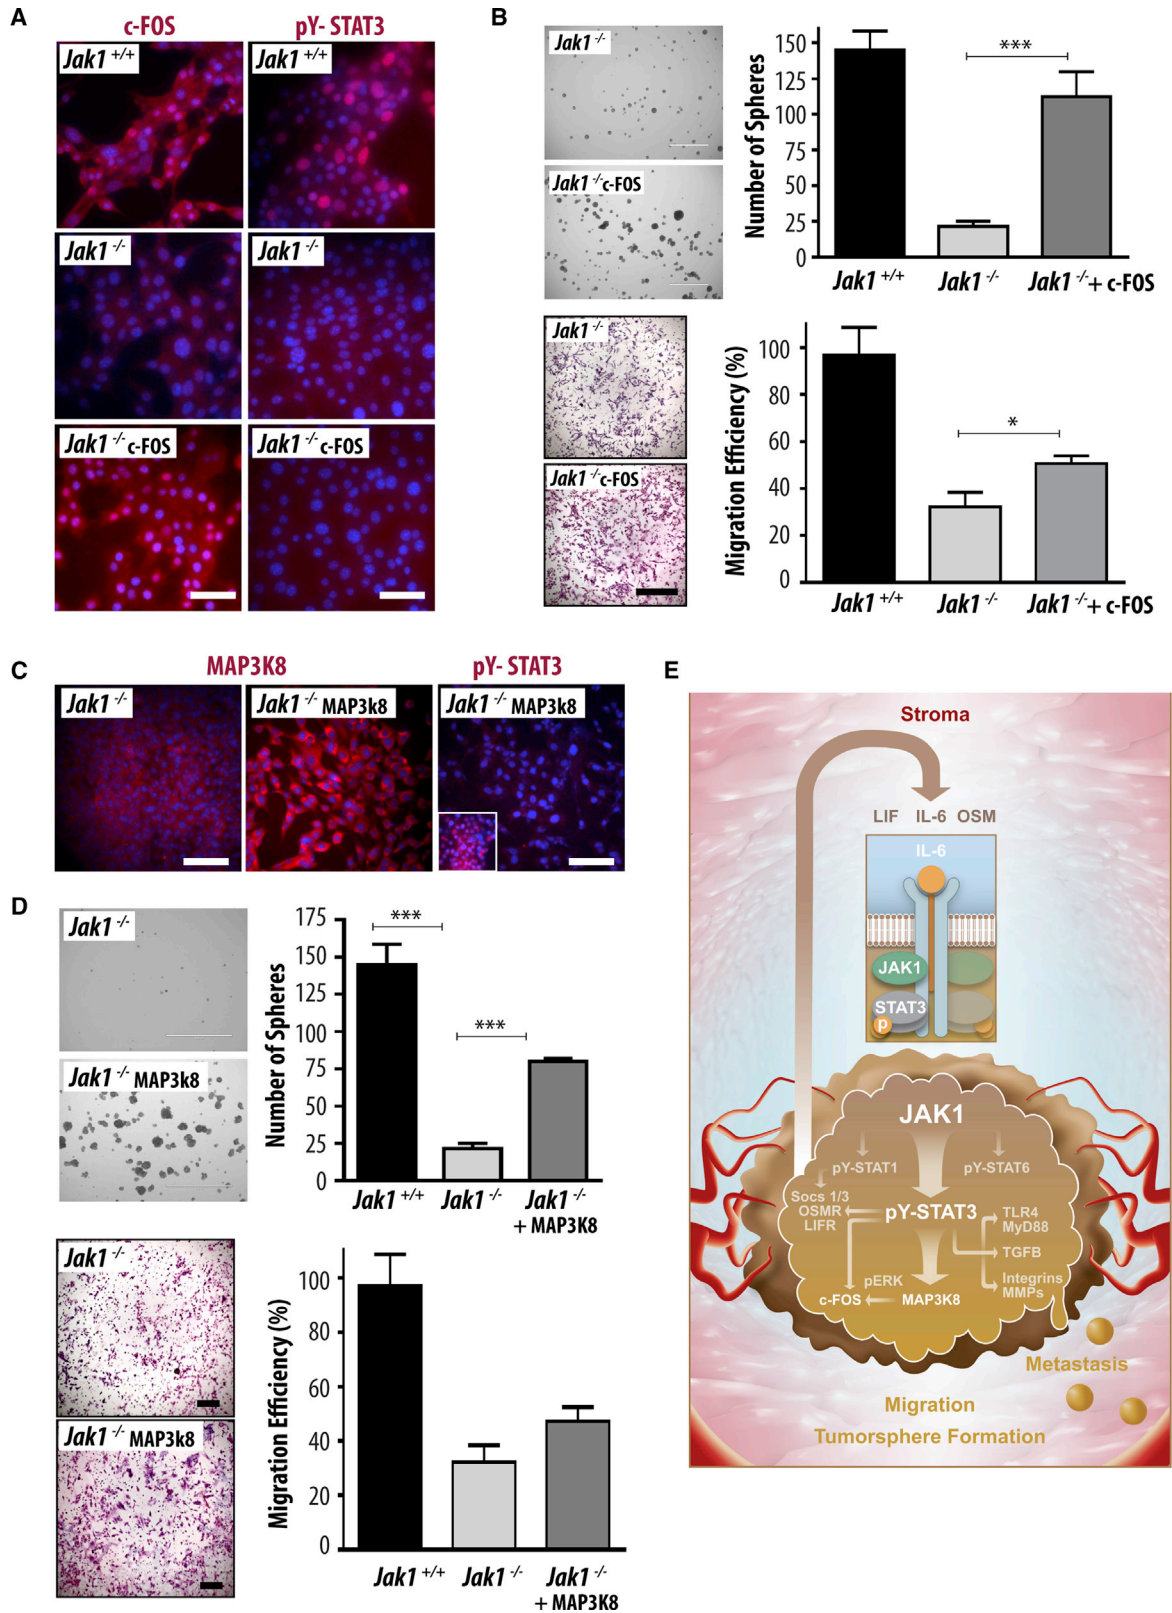 A
c-FOS
pY- STAT3
Jak1 +/+
Jak1 +/+
Jak1 -/-
Jak1 -/-
Jak1 -/- c-FOS
Jak1 -/- c-FOS
B
Jak1 -/-
Jak1 -/- c-FOS
Number of Spheres
150
125
100
75
50
25
0
***
Jak1 +/+
Jak1 -/-
Jak1 -/- + c-FOS
Jak1 -/-
Jak1 -/- c-FOS
Migration Efficiency (%)
100
80
60
40
20
0
*
Jak1 +/+
Jak1 -/-
Jak1 -/- + c-FOS
C
MAP3K8
pY- STAT3
Jak1 -/-
Jak1 -/- MAP3k8
Jak1 -/- MAP3k8
D
Jak1 -/-
Jak1 -/- MAP3k8
Number of Spheres
175
150
125
100
75
50
25
0
***
***
Jak1 +/+
Jak1 -/-
Jak1 -/-
+ MAP3K8
Jak1 -/-
Jak1 -/- MAP3k8
Migration Efficiency (%)
100
80
60
40
20
0
Jak1 +/+
Jak1 -/-
Jak1 -/-
+ MAP3K8
E
Stroma
LIF IL-6 OSM
IL-6
JAK1
STAT3
p
JAK1
pY-STAT1
pY-STAT6
Socs 1/3
OSMR
LIFR
pY-STAT3
TLR4
MyD88
TGFB
Integrins
MMPs
pERK
c-FOS
MAP3K8
Metastasis
Migration
Tumorsphere Formation